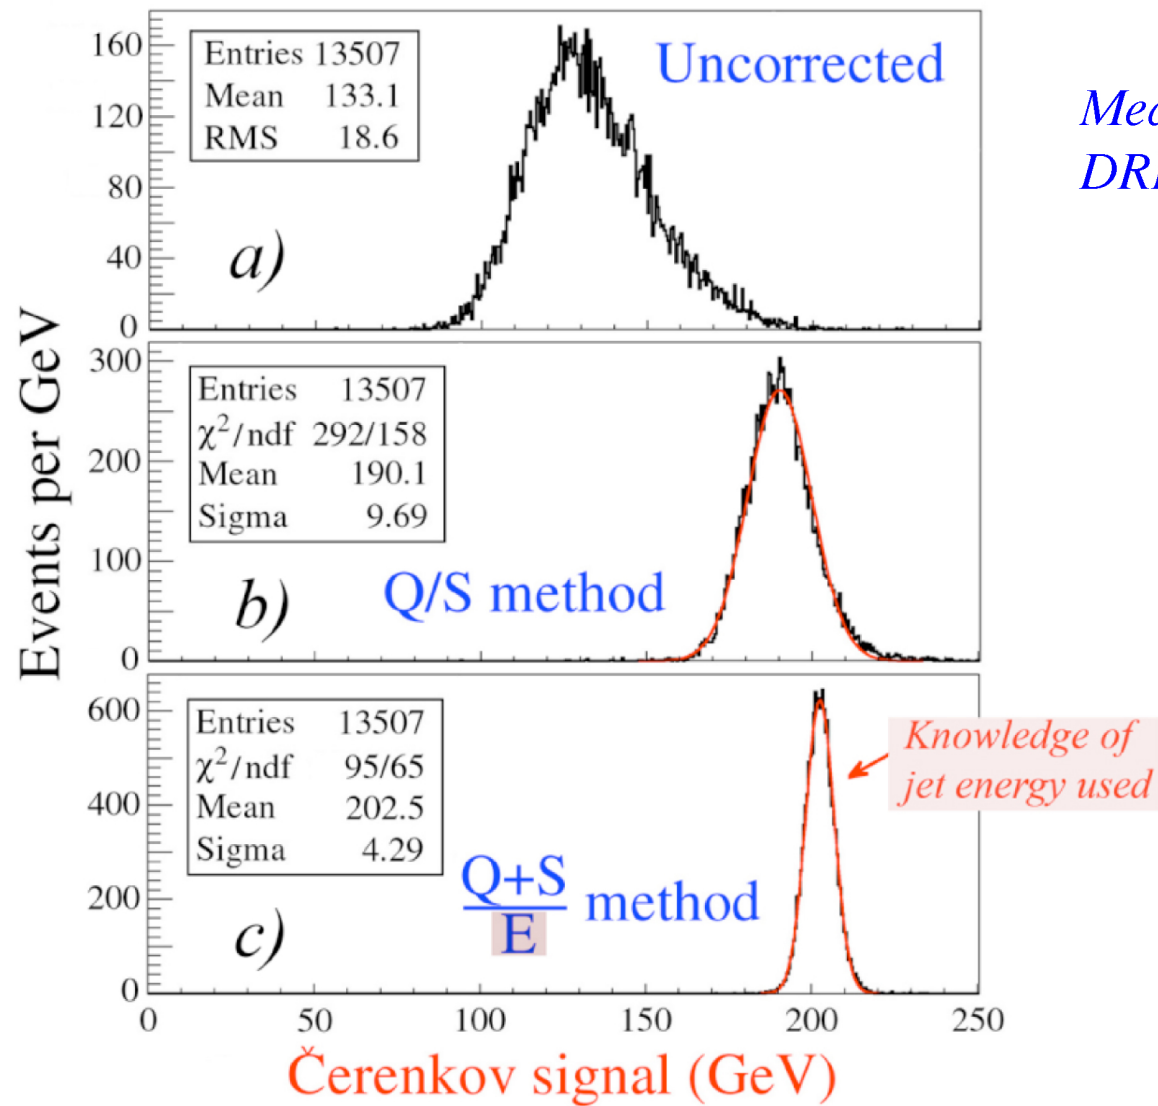 Events per GeV
160
120
80
40
0
Entries 13507
Mean 133.1
RMS 18.6
Uncorrected
a)
300
200
100
0
Entries 13507
χ²/ndf 292/158
Mean 190.1
Sigma 9.69
Q/S method
b)
600
400
200
0
Entries 13507
χ²/ndf 95/65
Mean 202.5
Sigma 4.29
Knowledge of
jet energy used
Q+S
E
method
c)
0 50 100 150 200 250
Čerenkov signal (GeV)